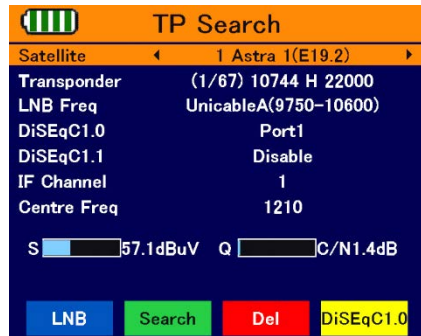 TP Search
Satellite 1 Astra 1(E19.2)
Transponder (1/67) 10744 H 22000
LNB Freq UnicableA(9750-10600)
DiSEqC1.0 Port1
DiSEqC1.1 Disable
IF Channel 1
Centre Freq 1210
S 57.1dBuV Q C/N1.4dB
LNB Search Del DiSEqC1.0